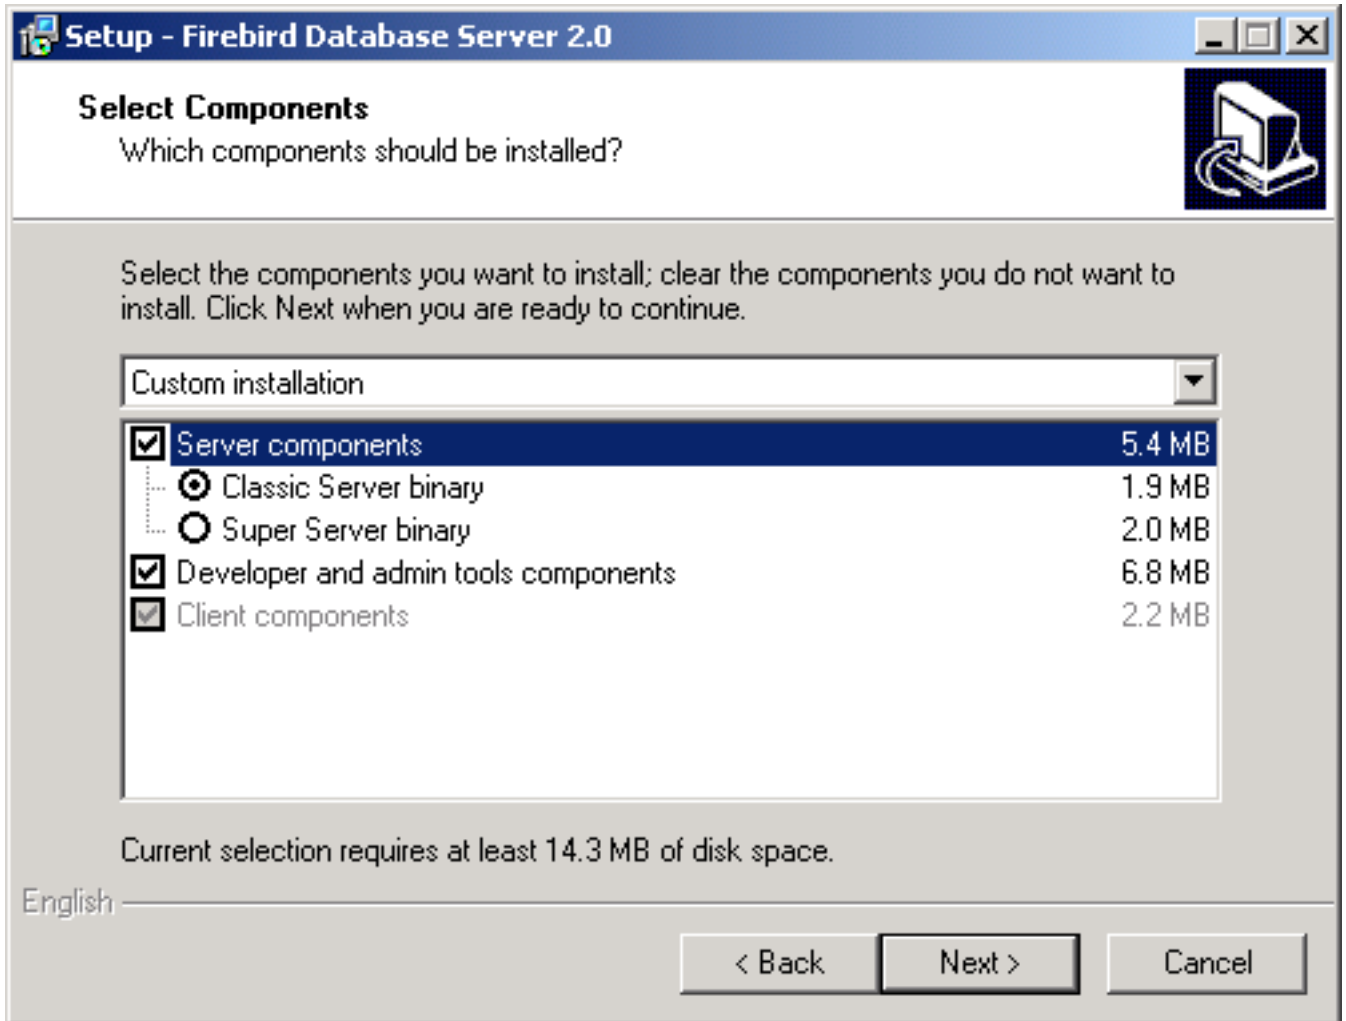 Setup - Firebird Database Server 2.0
Select Components
Which components should be installed?
Select the components you want to install; clear the components you do not want to
install. Click Next when you are ready to continue.
Custom installation
Server components 5.4 MB
Classic Server binary 1.9 MB
Super Server binary 2.0 MB
Developer and admin tools components 6.8 MB
Client components 2.2 MB
Current selection requires at least 14.3 MB of disk space.
English
< Back Next > Cancel